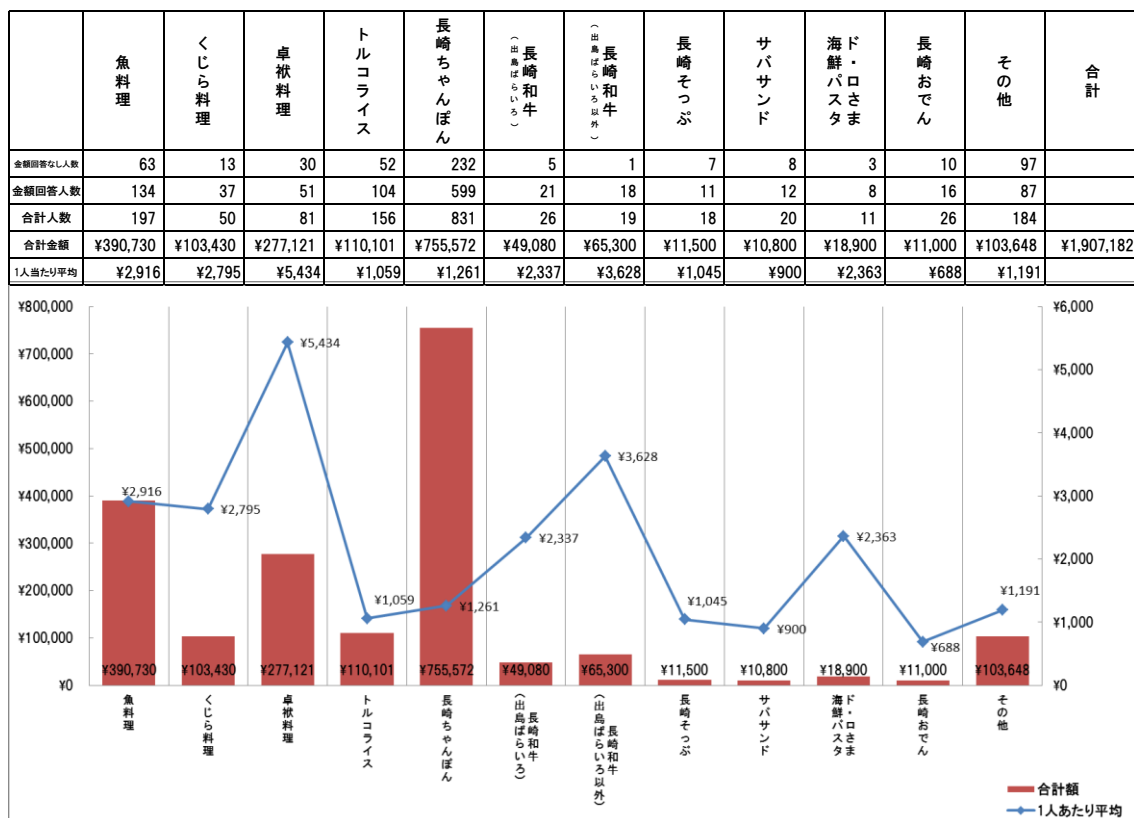 魚料理 くじら料理 卓袱料理 トルコライス 長崎ちゃんぽん 長崎和牛（出島ばらいろ） 長崎和牛（出島ばらいろ以外） 長崎そっぷ サバサンド ド・ロさま海鮮パスタ 長崎おでん その他 合計
金額回答なし人数 63 13 30 52 232 5 1 7 8 3 10 97
金額回答人数 134 37 51 104 599 21 18 11 12 8 16 87
合計人数 197 50 81 156 831 26 19 18 20 11 26 184
合計金額 ¥390,730 ¥103,430 ¥277,121 ¥110,101 ¥755,572 ¥49,080 ¥65,300 ¥11,500 ¥10,800 ¥18,900 ¥11,000 ¥103,648 ¥1,907,182
1人当たり平均 ¥2,916 ¥2,795 ¥5,434 ¥1,059 ¥1,261 ¥2,337 ¥3,628 ¥1,045 ¥900 ¥2,363 ¥688 ¥1,191
¥800,000 ¥6,000
¥700,000
¥5,000
¥600,000
¥500,000
¥4,000
¥400,000
¥3,000
¥300,000
¥2,000
¥200,000
¥100,000
¥1,000
¥0 ¥0
¥2,916 ¥2,795 ¥5,434 ¥1,059 ¥1,261 ¥2,337 ¥3,628 ¥1,045 ¥900 ¥2,363 ¥688 ¥1,191
¥390,730 ¥103,430 ¥277,121 ¥110,101 ¥755,572 ¥49,080 ¥65,300 ¥11,500 ¥10,800 ¥18,900 ¥11,000 ¥103,648
魚料理 くじら料理 卓袱料理 トルコライス 長崎ちゃんぽん 長崎和牛（出島ばらいろ） 長崎和牛（出島ばらいろ以外） 長崎そっぷ サバサンド ド・ロさま海鮮パスタ 長崎おでん その他
合計額
1人あたり平均